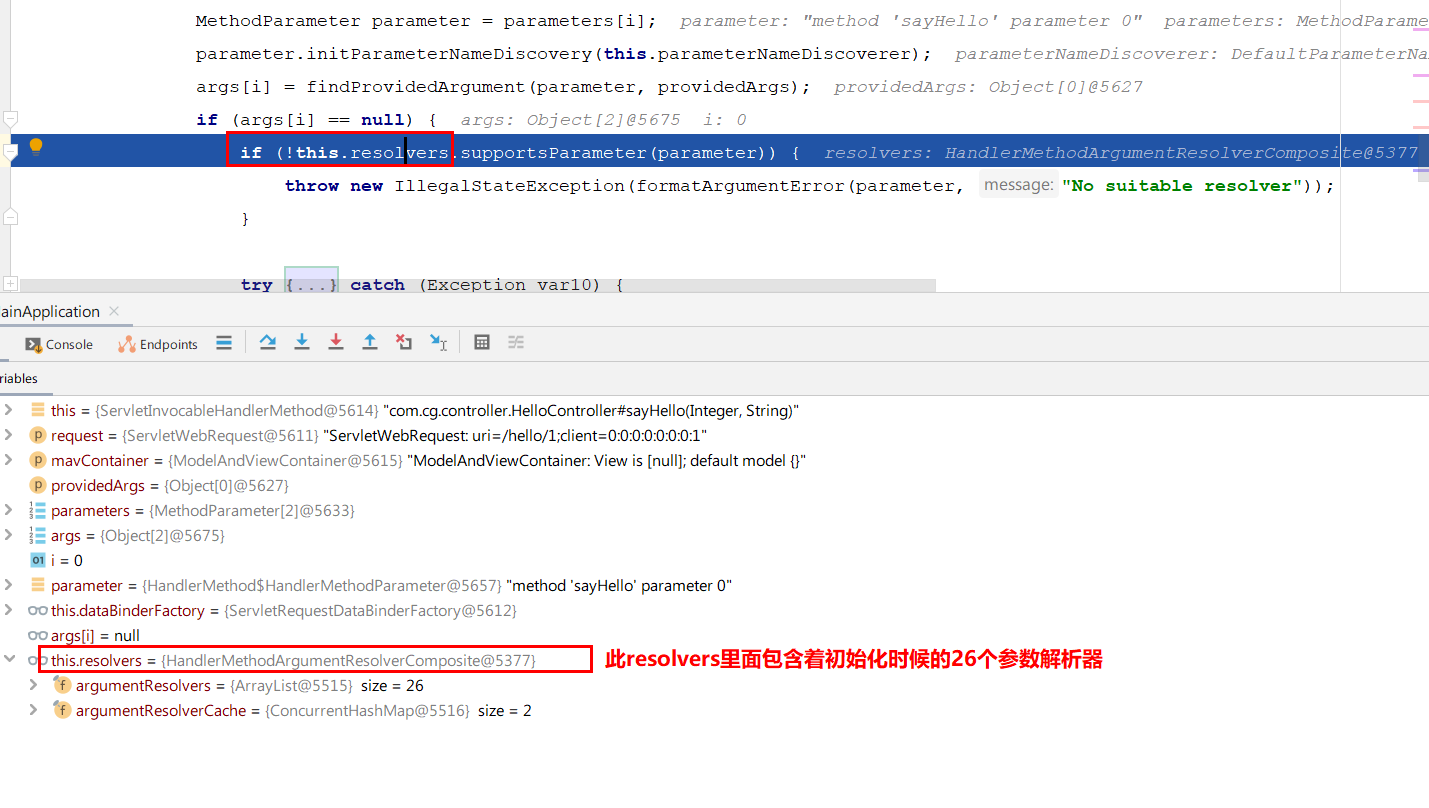 MethodParameter parameter = parameters[i]; parameter: "method 'sayHello' parameter 0" parameters: MethodParame
parameter.initParameterNameDiscovery(this.parameterNameDiscoverer); parameterNameDiscoverer: DefaultParameterNa
args[i] = findProvidedArgument(parameter, providedArgs); providedArgs: Object[0]@5627
if (args[i] == null) { args: Object[2]@5675 i: 0
if (!this.resolvers.supportsParameter(parameter)) { resolvers: HandlerMethodArgumentResolverComposite@5377
throw new IllegalStateException(formatArgumentError(parameter, message: "No suitable resolver"));
}
try {...} catch (Exception var10) {
ainApplication
Console Endpoints
riables
this = {ServletInvocableHandlerMethod@5614} "com.cg.controller.HelloController#sayHello(Integer, String)"
request = {ServletWebRequest@5611} "ServletWebRequest: uri=/hello/1;client=0:0:0:0:0:0:0:1"
mavContainer = {ModelAndViewContainer@5615} "ModelAndViewContainer: View is [null]; default model {}"
providedArgs = {Object[0]@5627}
parameters = {MethodParameter[2]@5633}
args = {Object[2]@5675}
i = 0
parameter = {HandlerMethod$HandlerMethodParameter@5657} "method 'sayHello' parameter 0"
this.dataBinderFactory = {ServletRequestDataBinderFactory@5612}
args[i] = null
this.resolvers = {HandlerMethodArgumentResolverComposite@5377} 此resolvers里面包含着初始化时候的26个参数解析器
argumentResolvers = {ArrayList@5515} size = 26
argumentResolverCache = {ConcurrentHashMap@5516} size = 2